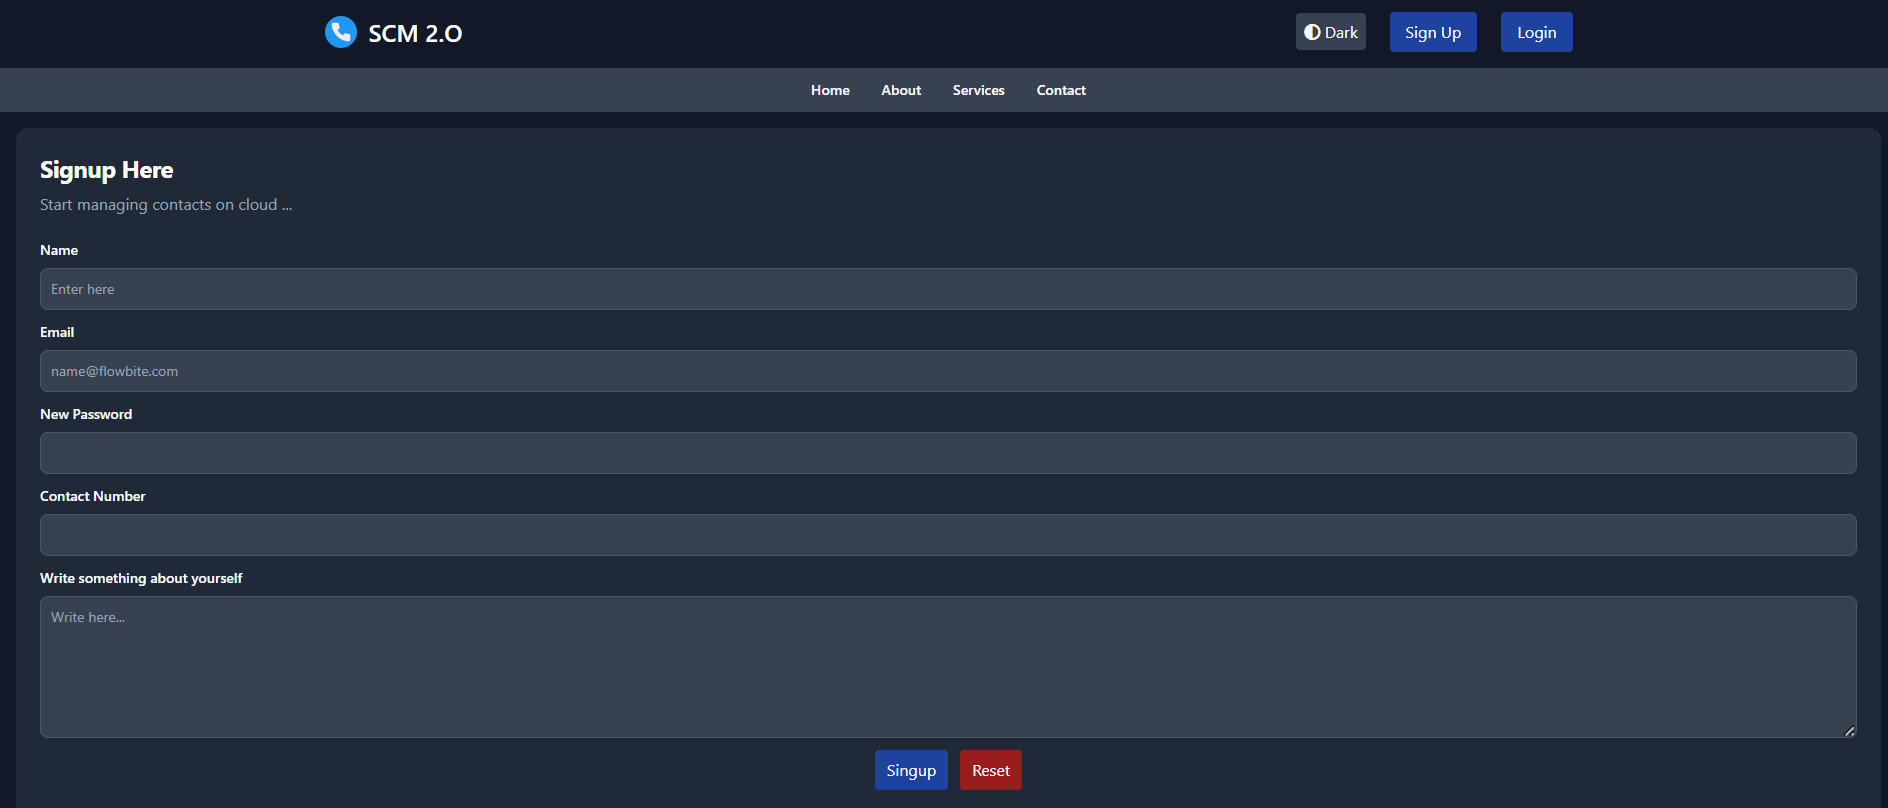 SCM 2.O
Dark
Sign Up
Login
Home
About
Services
Contact
Signup Here
Start managing contacts on cloud ...
Name
Enter here
Email
name@flowbite.com
New Password
Contact Number
Write something about yourself
Write here...
Singup
Reset